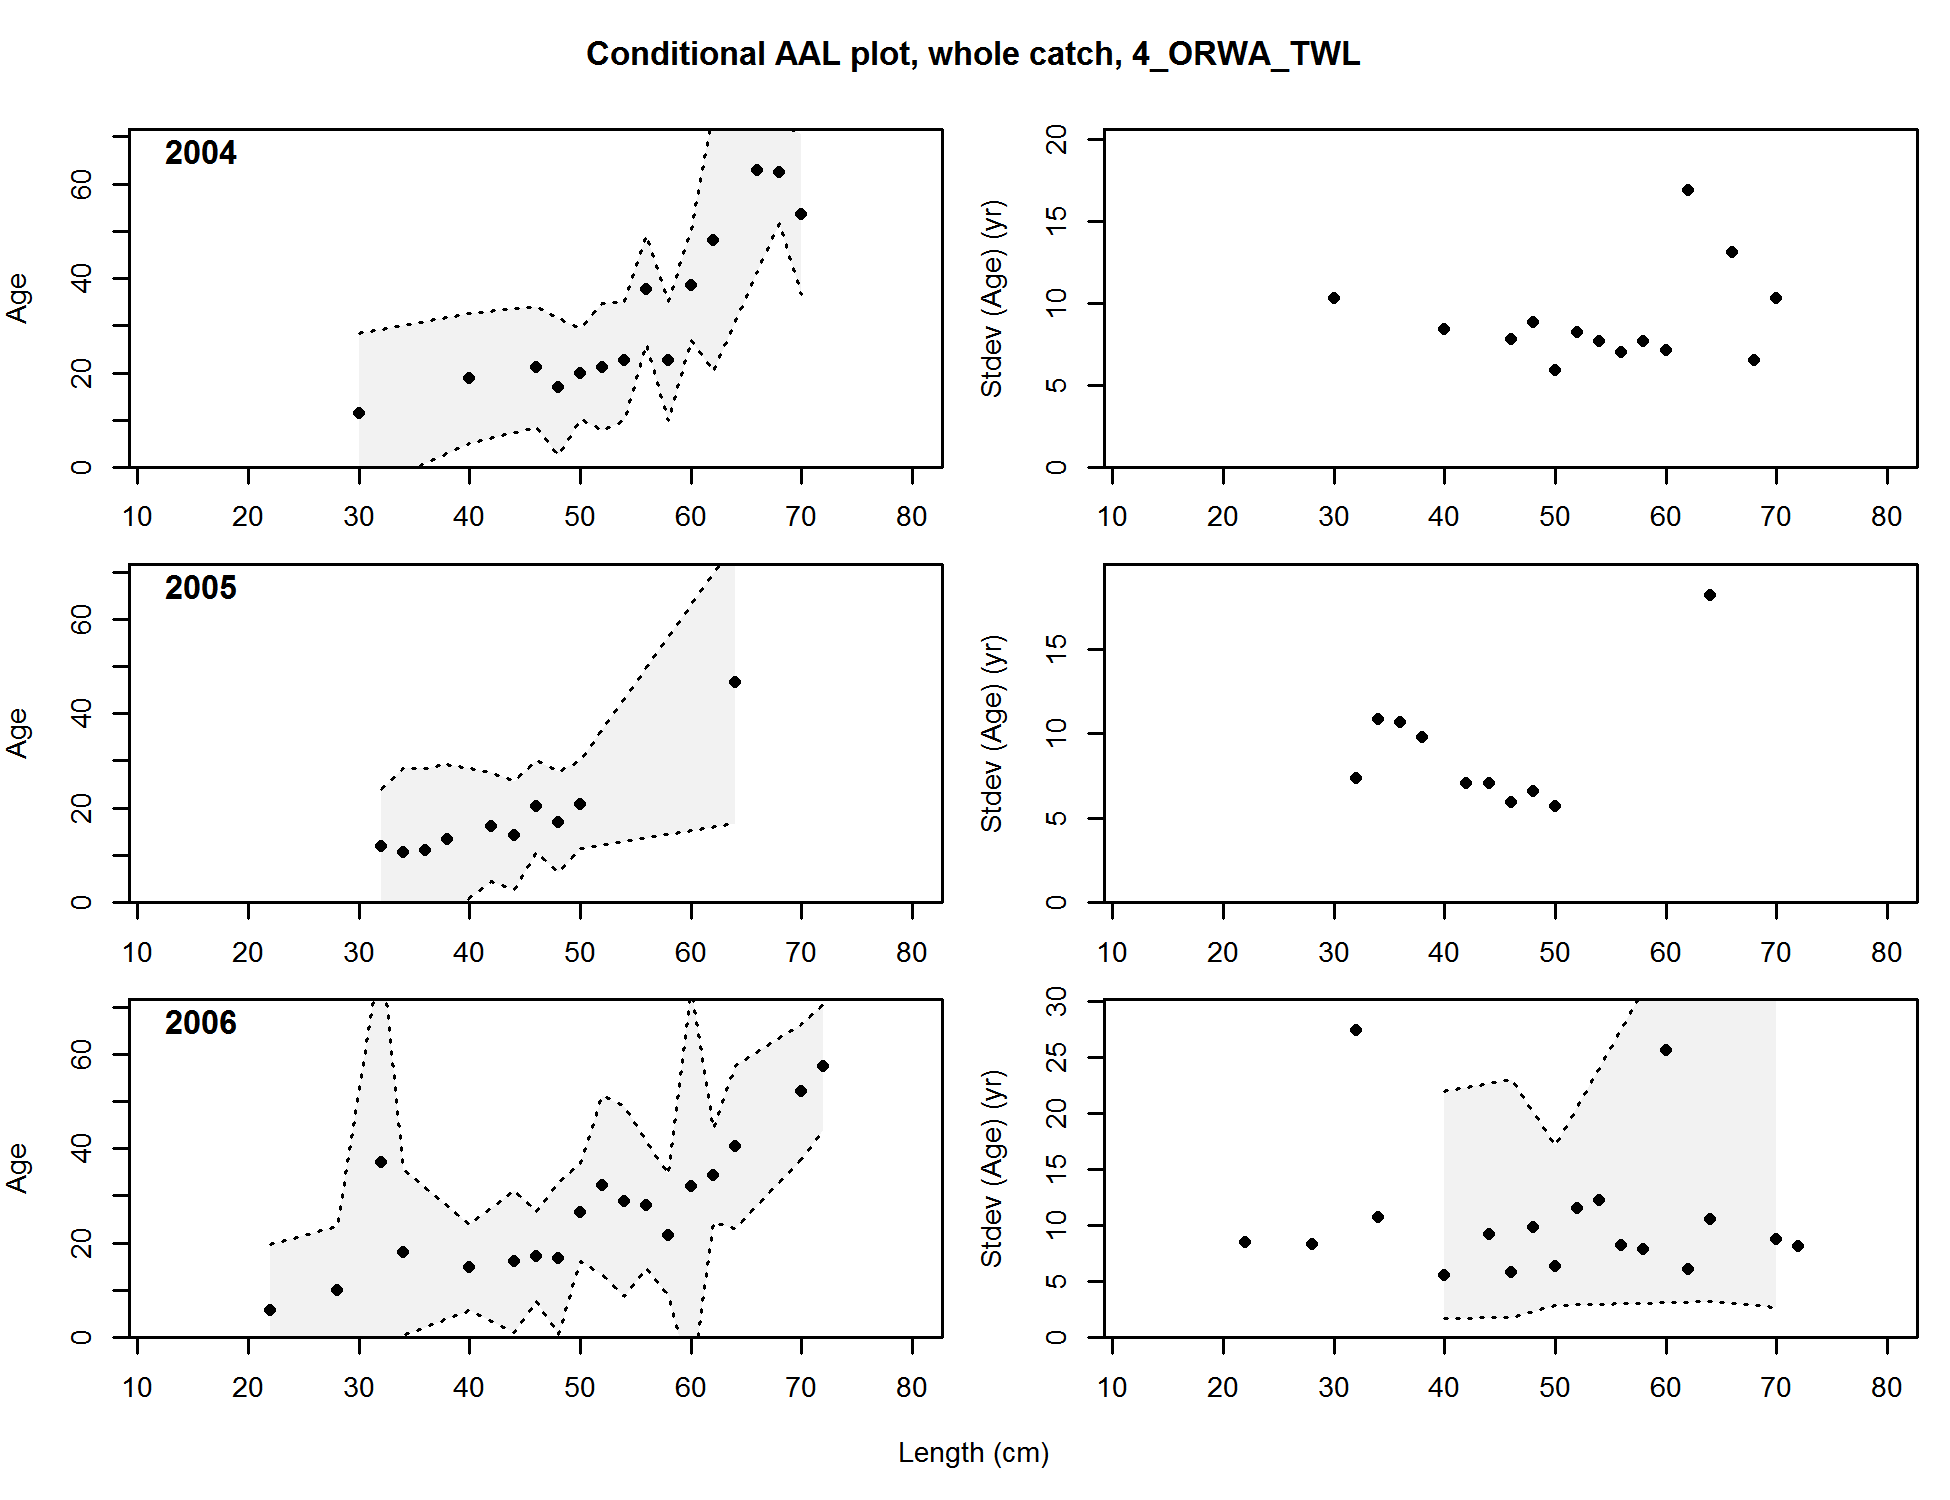 Conditional AAL plot, whole catch, 4_ORWA_TWL
2004
Age
0 20 40 60
10 20 30 40 50 60 70 80
Stdev (Age) (yr)
0 5 10 15 20
10 20 30 40 50 60 70 80
2005
Age
0 20 40 60
10 20 30 40 50 60 70 80
Stdev (Age) (yr)
0 5 10 15
10 20 30 40 50 60 70 80
2006
Age
0 20 40 60
10 20 30 40 50 60 70 80
Stdev (Age) (yr)
0 5 10 15 20 25 30
10 20 30 40 50 60 70 80
Length (cm)